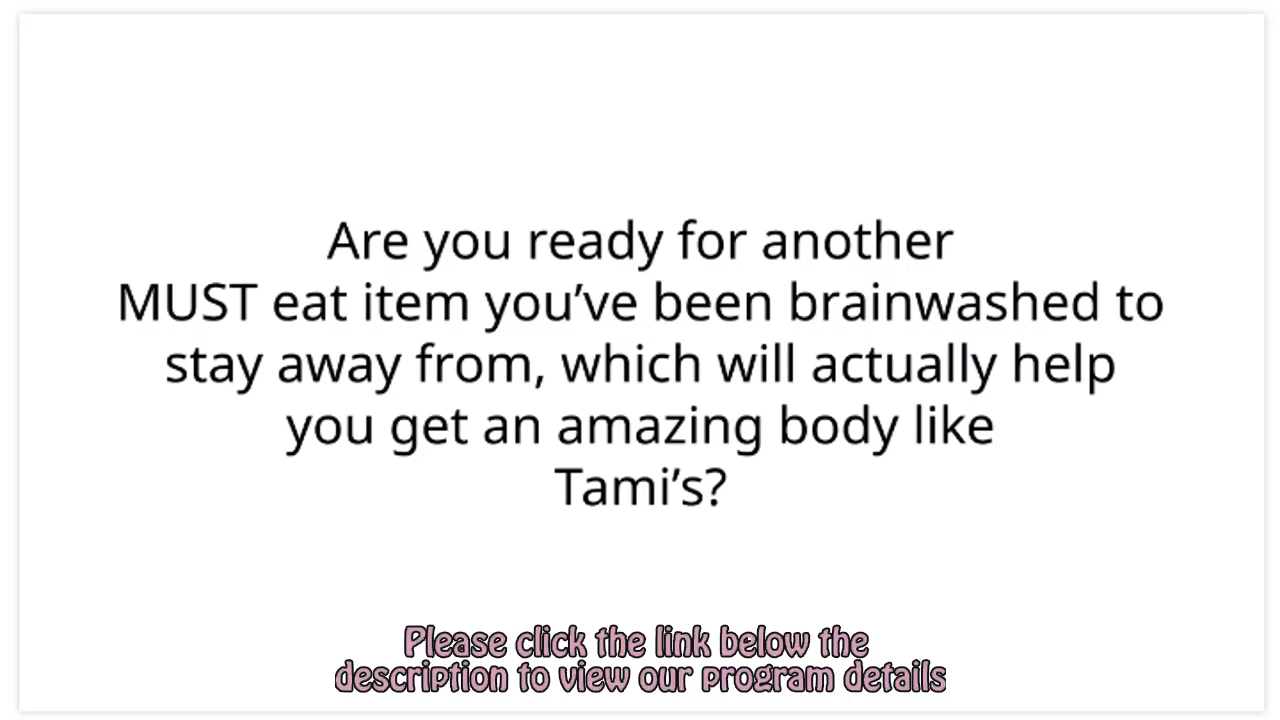 Are you ready for another
MUST eat item you’ve been brainwashed to
stay away from, which will actually help
you get an amazing body like
Tami’s?
Please click the link below the
description to view our program details